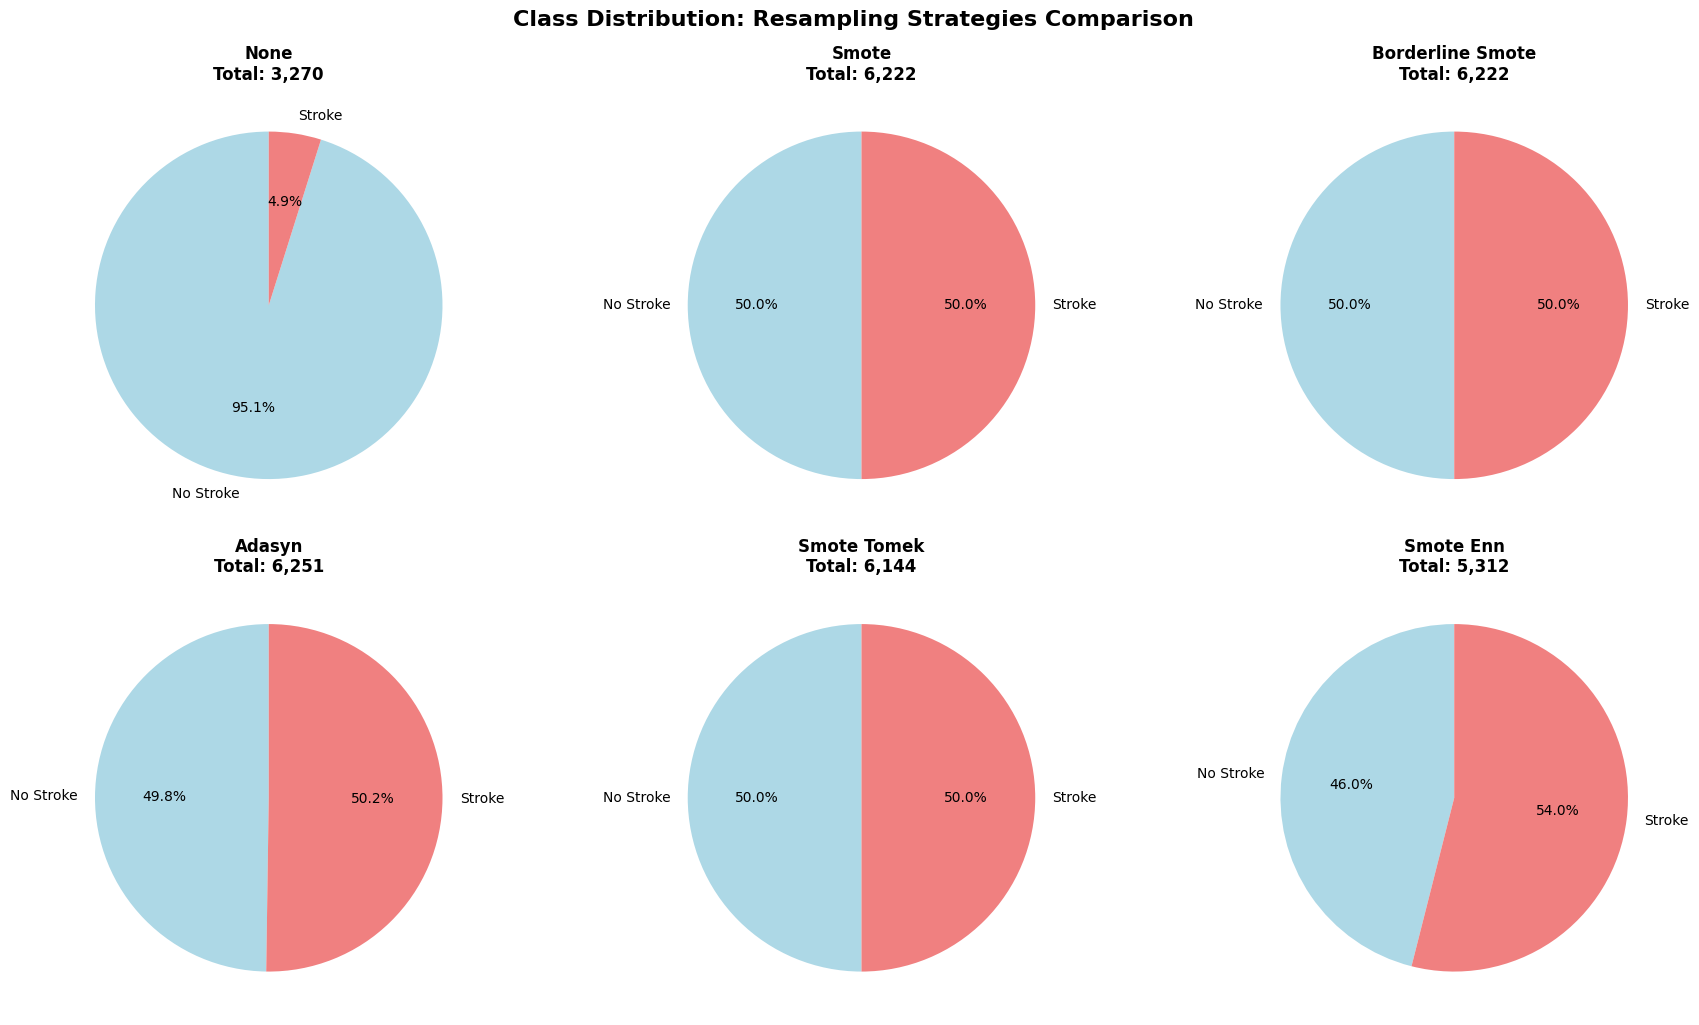 Class Distribution: Resampling Strategies Comparison
None
Total: 3,270
Stroke
4.9%
95.1%
No Stroke
Smote
Total: 6,222
No Stroke
50.0%
50.0%
Stroke
Borderline Smote
Total: 6,222
No Stroke
50.0%
50.0%
Stroke
Adasyn
Total: 6,251
No Stroke
49.8%
50.2%
Stroke
Smote Tomek
Total: 6,144
No Stroke
50.0%
50.0%
Stroke
Smote Enn
Total: 5,312
No Stroke
46.0%
54.0%
Stroke